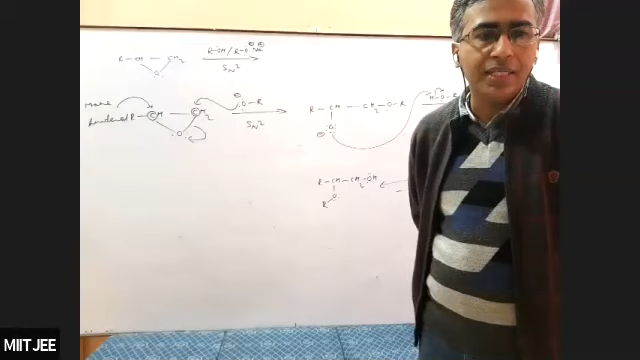 R - CH - CH2 R-OH / R-O⊖ Na⊕
O SN2
more hindered R - CH - CH2 ⊖ :O-R R - CH - CH2 - O - R H-O-R
:O: SN2 :O:⊖
R - CH - CH2 - OH
O
R
MIIT JEE